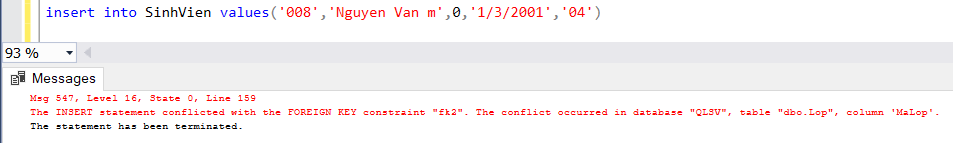 insert into SinhVien values('008','Nguyen Van m',0,'1/3/2001','04')
93 %
Messages
Msg 547, Level 16, State 0, Line 159
The INSERT statement conflicted with the FOREIGN KEY constraint "fk2". The conflict occurred in database "QLSV", table "dbo.Lop", column 'MaLop'.
The statement has been terminated.